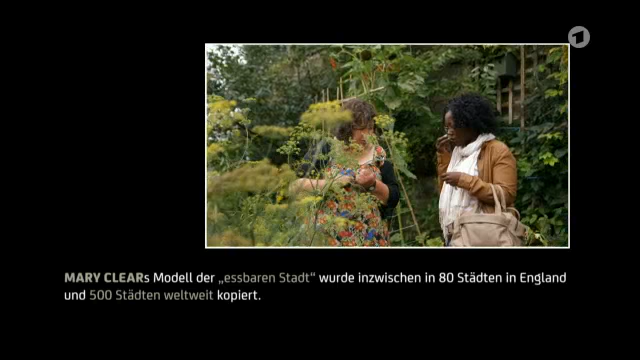 MARY CLEARs Modell der „essbaren Stadt“ wurde inzwischen in 80 Städten in England
und 500 Städten weltweit kopiert.